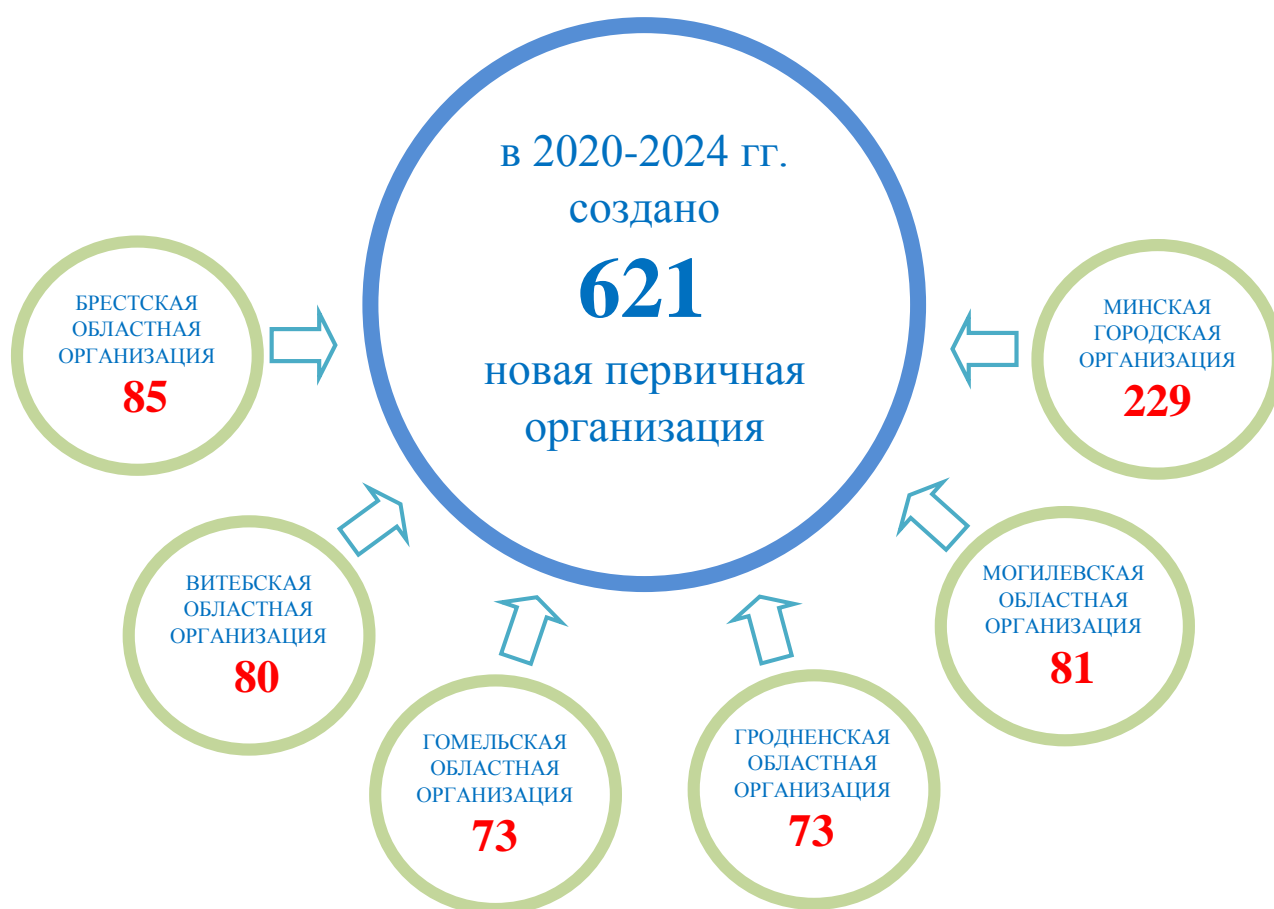 в 2020-2024 гг.
создано
621
новая первичная
организация
БРЕСТСКАЯ
ОБЛАСТНАЯ
ОРГАНИЗАЦИЯ
85
ВИТЕБСКАЯ
ОБЛАСТНАЯ
ОРГАНИЗАЦИЯ
80
ГОМЕЛЬСКАЯ
ОБЛАСТНАЯ
ОРГАНИЗАЦИЯ
73
ГРОДНЕНСКАЯ
ОБЛАСТНАЯ
ОРГАНИЗАЦИЯ
73
МОГИЛЕВСКАЯ
ОБЛАСТНАЯ
ОРГАНИЗАЦИЯ
81
МИНСКАЯ
ГОРОДСКАЯ
ОРГАНИЗАЦИЯ
229